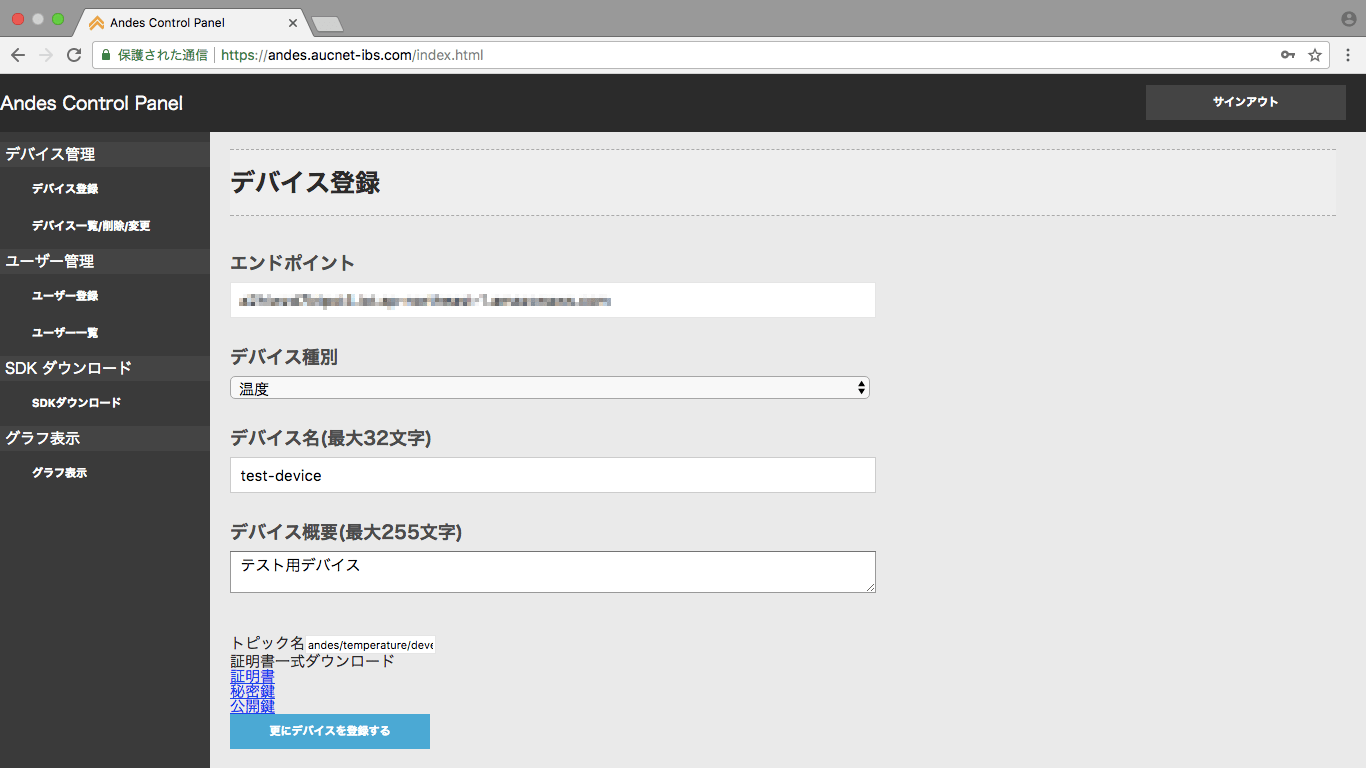 Andes Control Panel
保護された通信 https://andes.aucnet-ibs.com/index.html
Andes Control Panel
サインアウト
デバイス管理
デバイス登録
デバイス一覧/削除/変更
ユーザー管理
ユーザー登録
ユーザー一覧
SDK ダウンロード
SDKダウンロード
グラフ表示
グラフ表示
デバイス登録
エンドポイント
デバイス種別
温度
デバイス名(最大32文字)
test-device
デバイス概要(最大255文字)
テスト用デバイス
トピック名 andes/temperature/deve
証明書一式ダウンロード
証明書
秘密鍵
公開鍵
更にデバイスを登録する